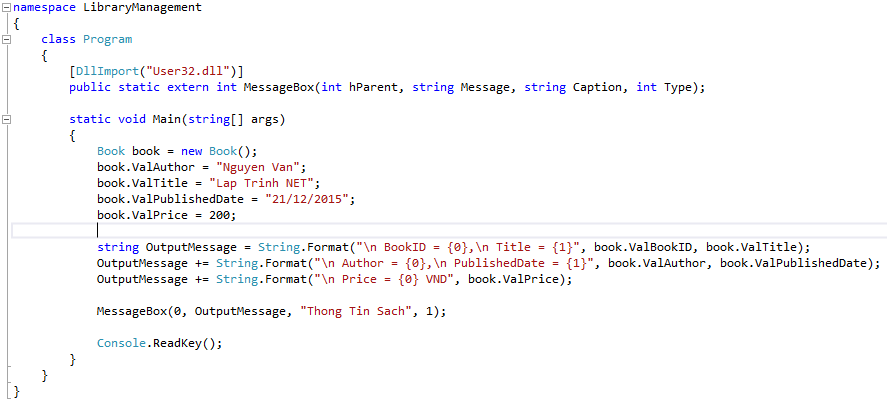 namespace LibraryManagement
{
    class Program
    {
        [DllImport("User32.dll")]
        public static extern int MessageBox(int hParent, string Message, string Caption, int Type);

        static void Main(string[] args)
        {
            Book book = new Book();
            book.ValAuthor = "Nguyen Van";
            book.ValTitle = "Lap Trinh NET";
            book.ValPublishedDate = "21/12/2015";
            book.ValPrice = 200;

            string OutputMessage = String.Format("\n BookID = {0},\n Title = {1}", book.ValBookID, book.ValTitle);
            OutputMessage += String.Format("\n Author = {0},\n PublishedDate = {1}", book.ValAuthor, book.ValPublishedDate);
            OutputMessage += String.Format("\n Price = {0} VND", book.ValPrice);

            MessageBox(0, OutputMessage, "Thong Tin Sach", 1);

            Console.ReadKey();
        }
    }
}